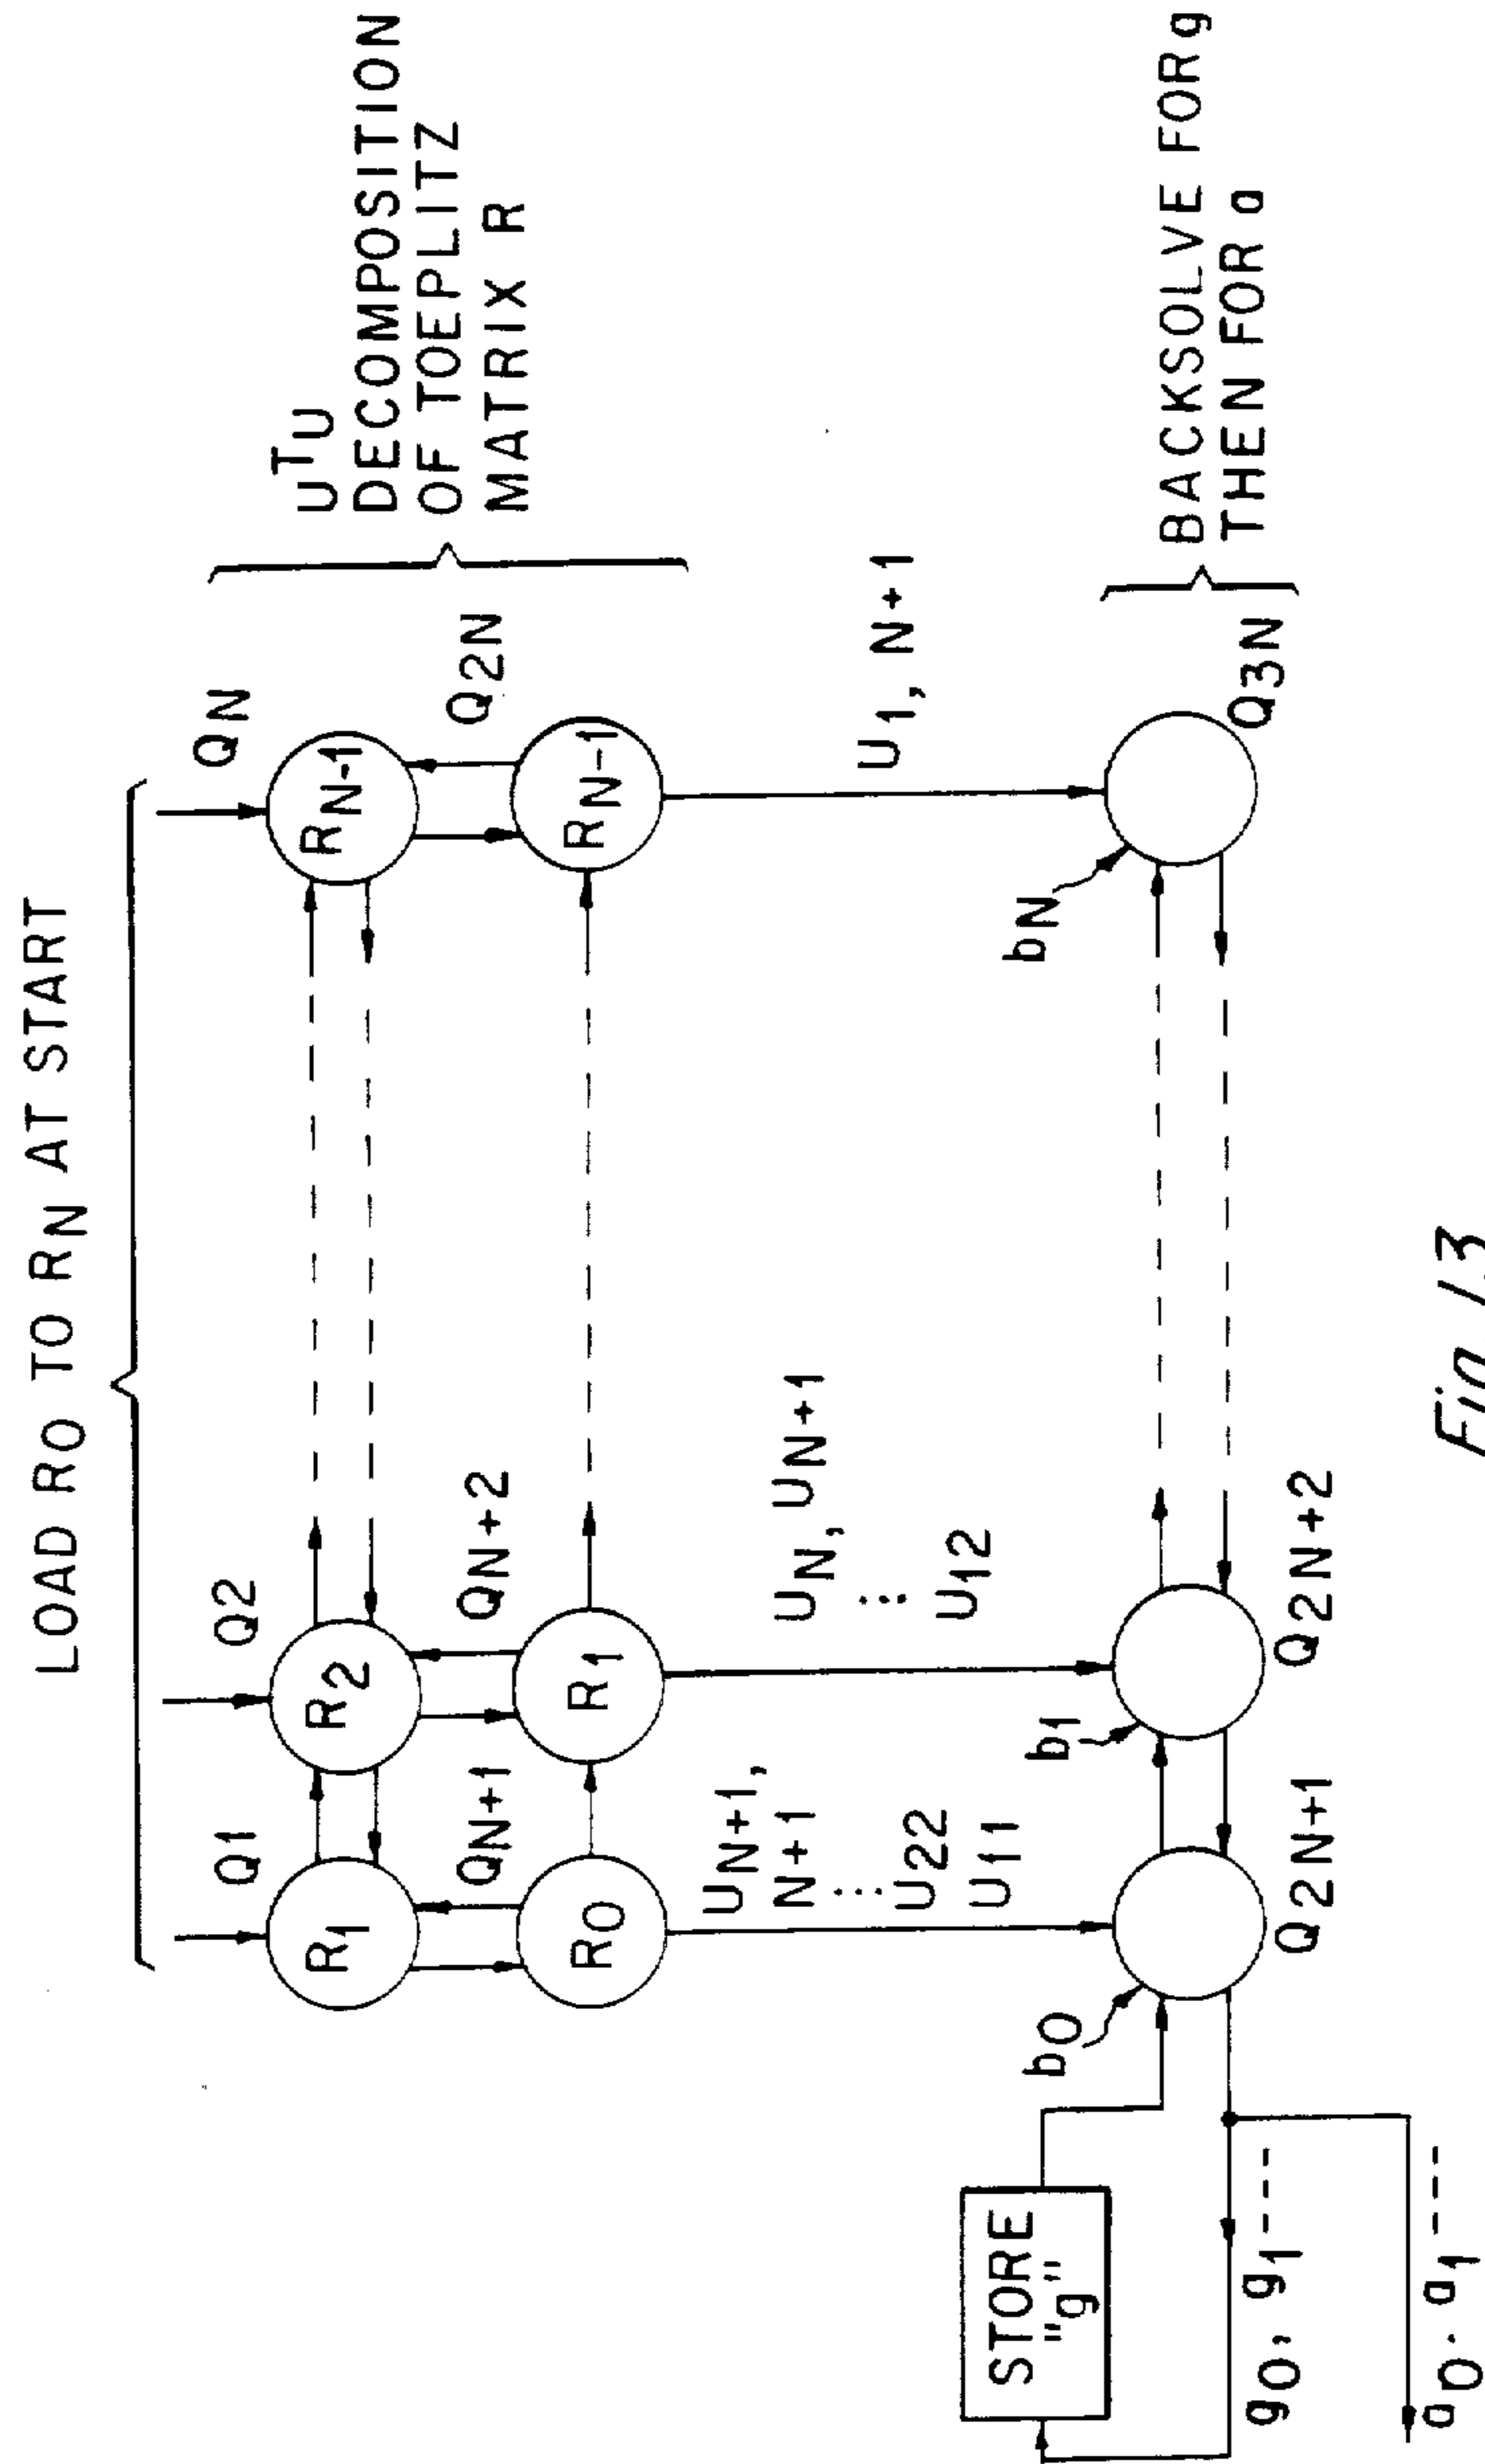 LOAD R0 TO RN AT START
Q1
Q2
QN
R1
R2
RN-1
UTU
DECOMPOSITION
OF TOEPLITZ
MATRIX R
QN+1
QN+2
Q2N
R0
R1
RN-1
UN+1,
N+1
⋮
U22
U11
UN, UN+1
⋮
U12
U1, N+1
STORE
"g"
b0
b1
bN
BACKSOLVE FOR g
THEN FOR a
Q2N+1
Q2N+2
Q3N
g0, g1 ----
a0. a1 ----
Fig. 13